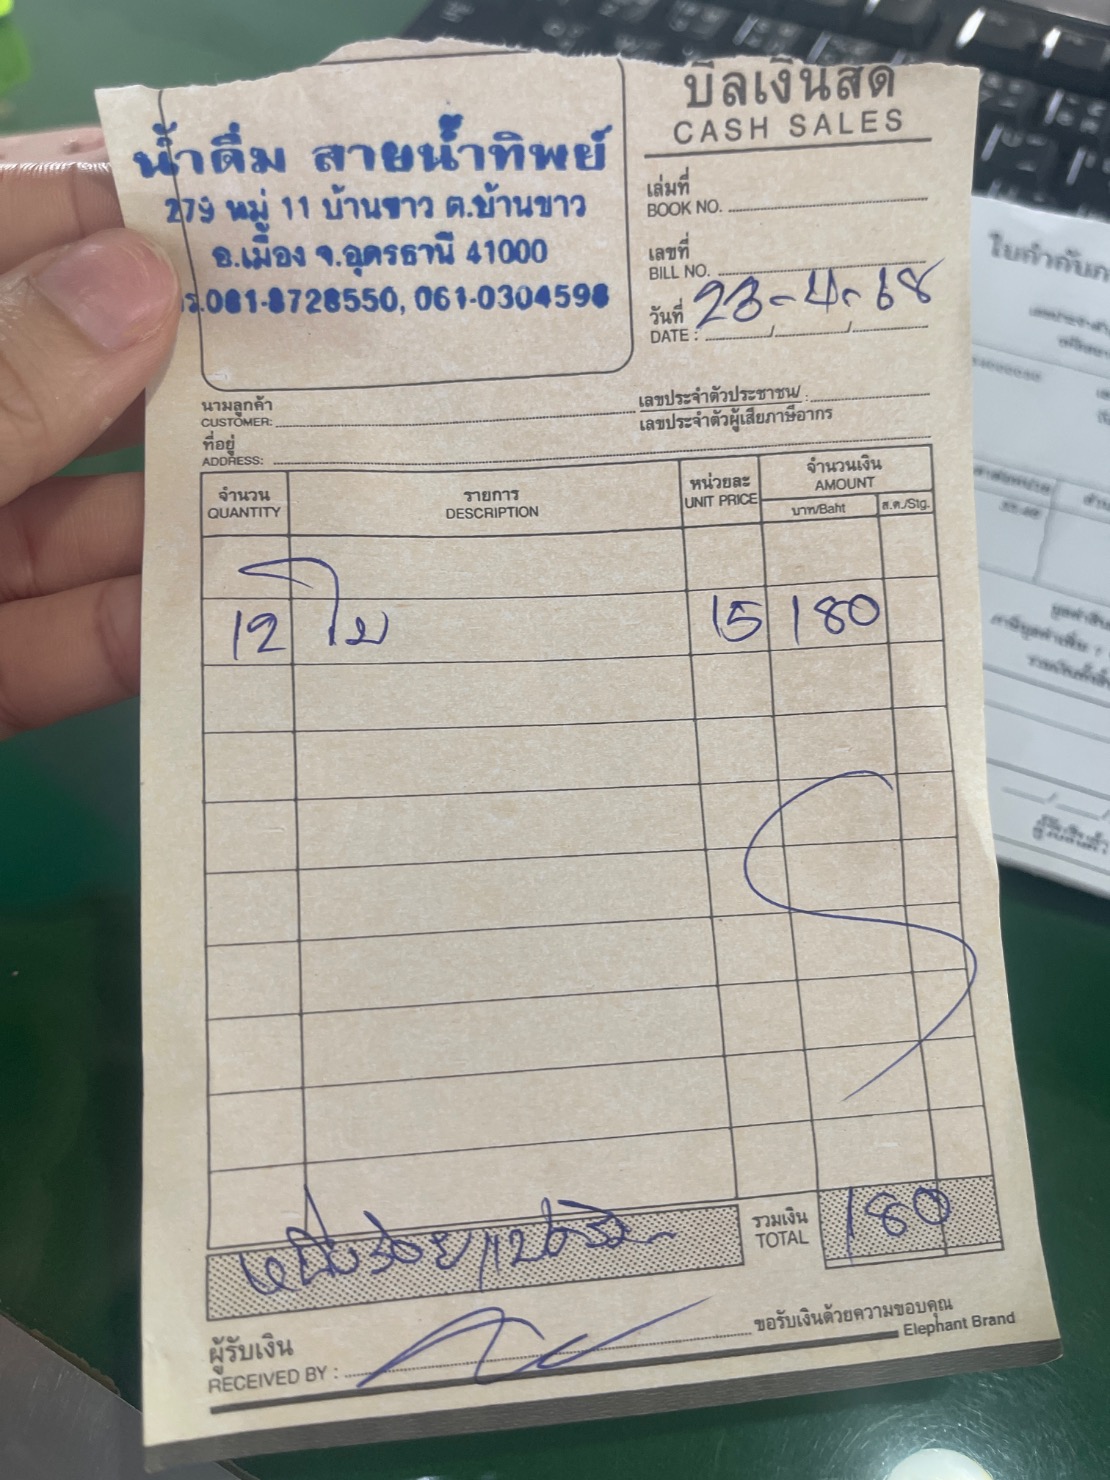 บิลเงินสด
CASH SALES
น้ำดื่ม สายน้ำทิพย์
279 หมู่ 11 บ้านขาว ต.บ้านขาว
อ.เมือง จ.อุดรธานี 41000
ร.081-8728550, 061-0304598
เล่มที่
BOOK NO.
เลขที่
BILL NO.
วันที่ 23-4-68
DATE : / /
นามลูกค้า
CUSTOMER:
เลขประจำตัวประชาชน/ :
เลขประจำตัวผู้เสียภาษีอากร
ที่อยู่
ADDRESS:
จำนวน รายการ หน่วยละ จำนวนเงิน
QUANTITY DESCRIPTION UNIT PRICE AMOUNT
บาท/Baht ส.ต./Stg.
12 ใบ 15 180
หนึ่งร้อยแปดสิบ
รวมเงิน 180
TOTAL
ผู้รับเงิน
RECEIVED BY :
ขอรับเงินด้วยความขอบคุณ
Elephant Brand